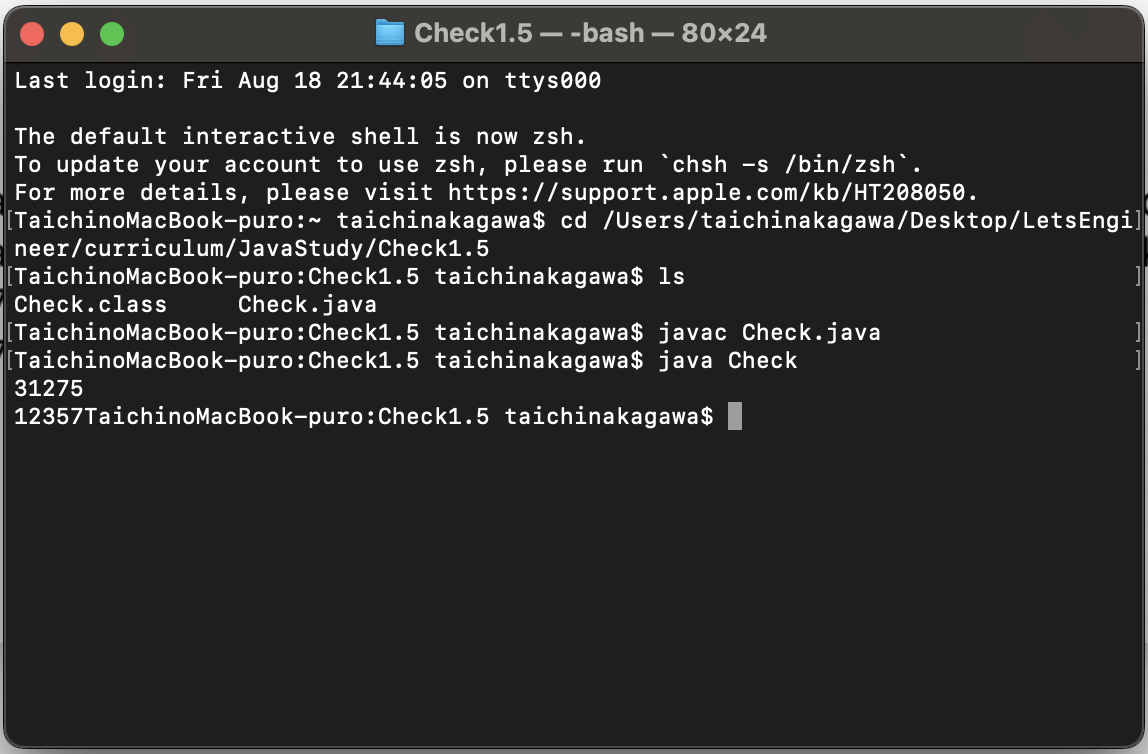 Check1.5 — -bash — 80×24
Last login: Fri Aug 18 21:44:05 on ttys000
The default interactive shell is now zsh.
To update your account to use zsh, please run `chsh -s /bin/zsh`.
For more details, please visit https://support.apple.com/kb/HT208050.
[TaichinoMacBook-puro:~ taichinakagawa$ cd /Users/taichinakagawa/Desktop/LetsEngi]
neer/curriculum/JavaStudy/Check1.5
[TaichinoMacBook-puro:Check1.5 taichinakagawa$ ls ]
Check.class     Check.java
[TaichinoMacBook-puro:Check1.5 taichinakagawa$ javac Check.java ]
[TaichinoMacBook-puro:Check1.5 taichinakagawa$ java Check ]
31275
12357TaichinoMacBook-puro:Check1.5 taichinakagawa$